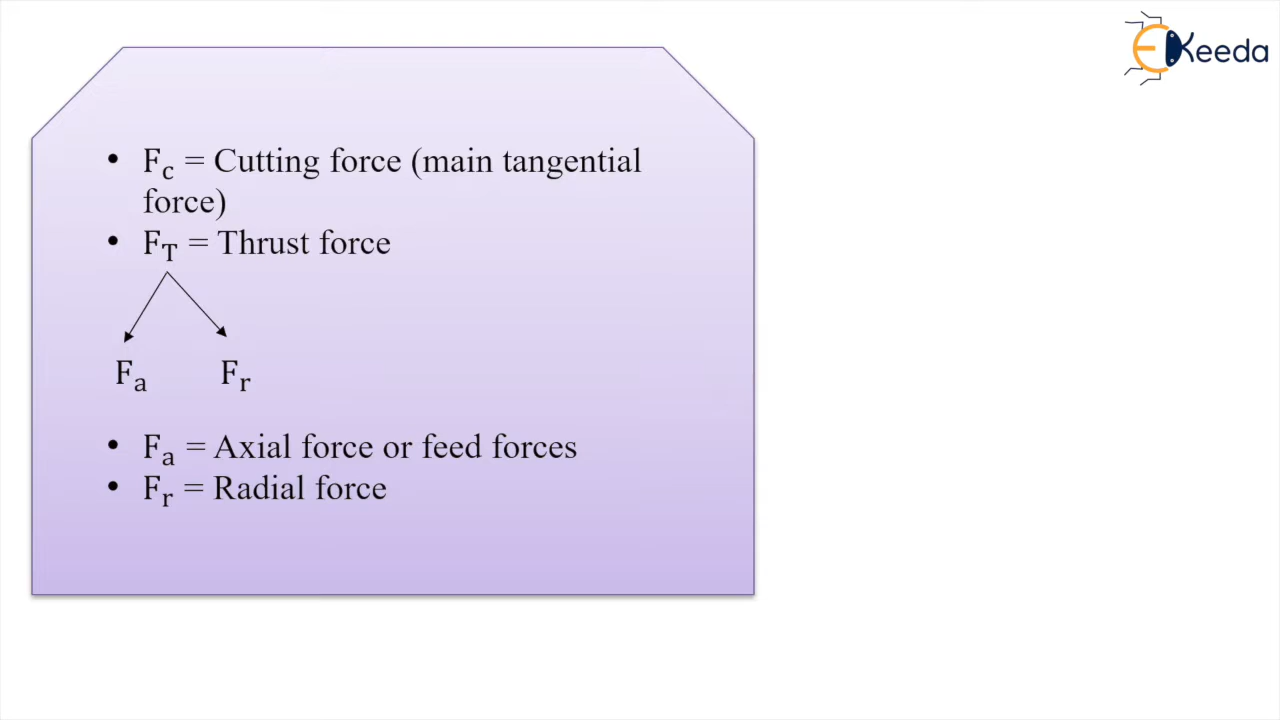 EKeeda
• Fc = Cutting force (main tangential
force)
• FT = Thrust force
Fa Fr
• Fa = Axial force or feed forces
• Fr = Radial force